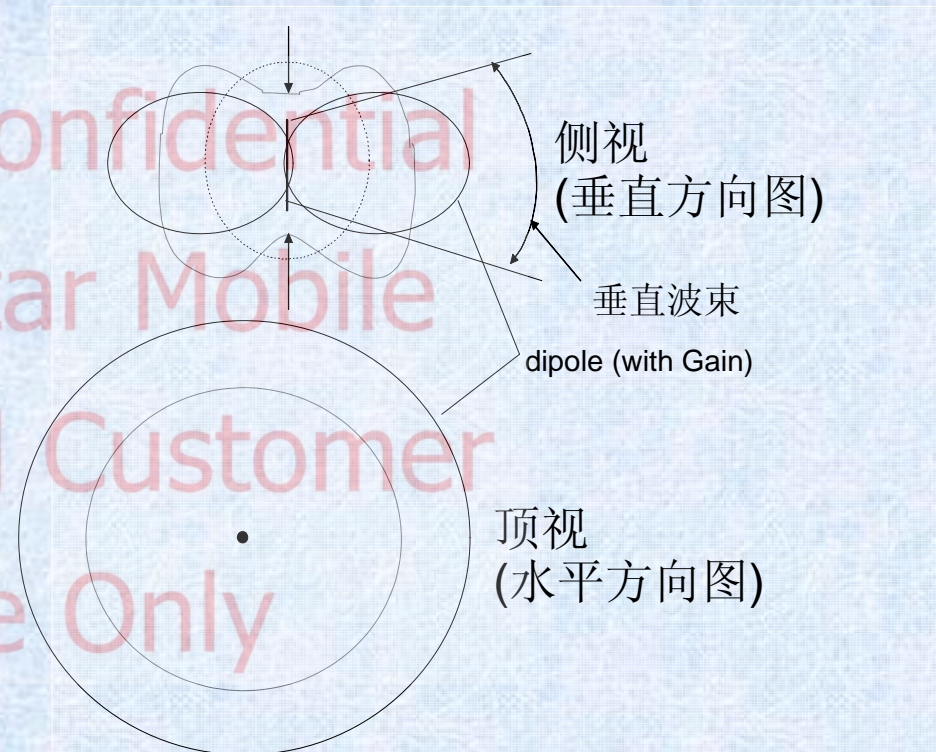 onfidential
侧视
(垂直方向图)
tar Mobile
垂直波束
dipole (with Gain)
Customer
顶视
(水平方向图)
e Only